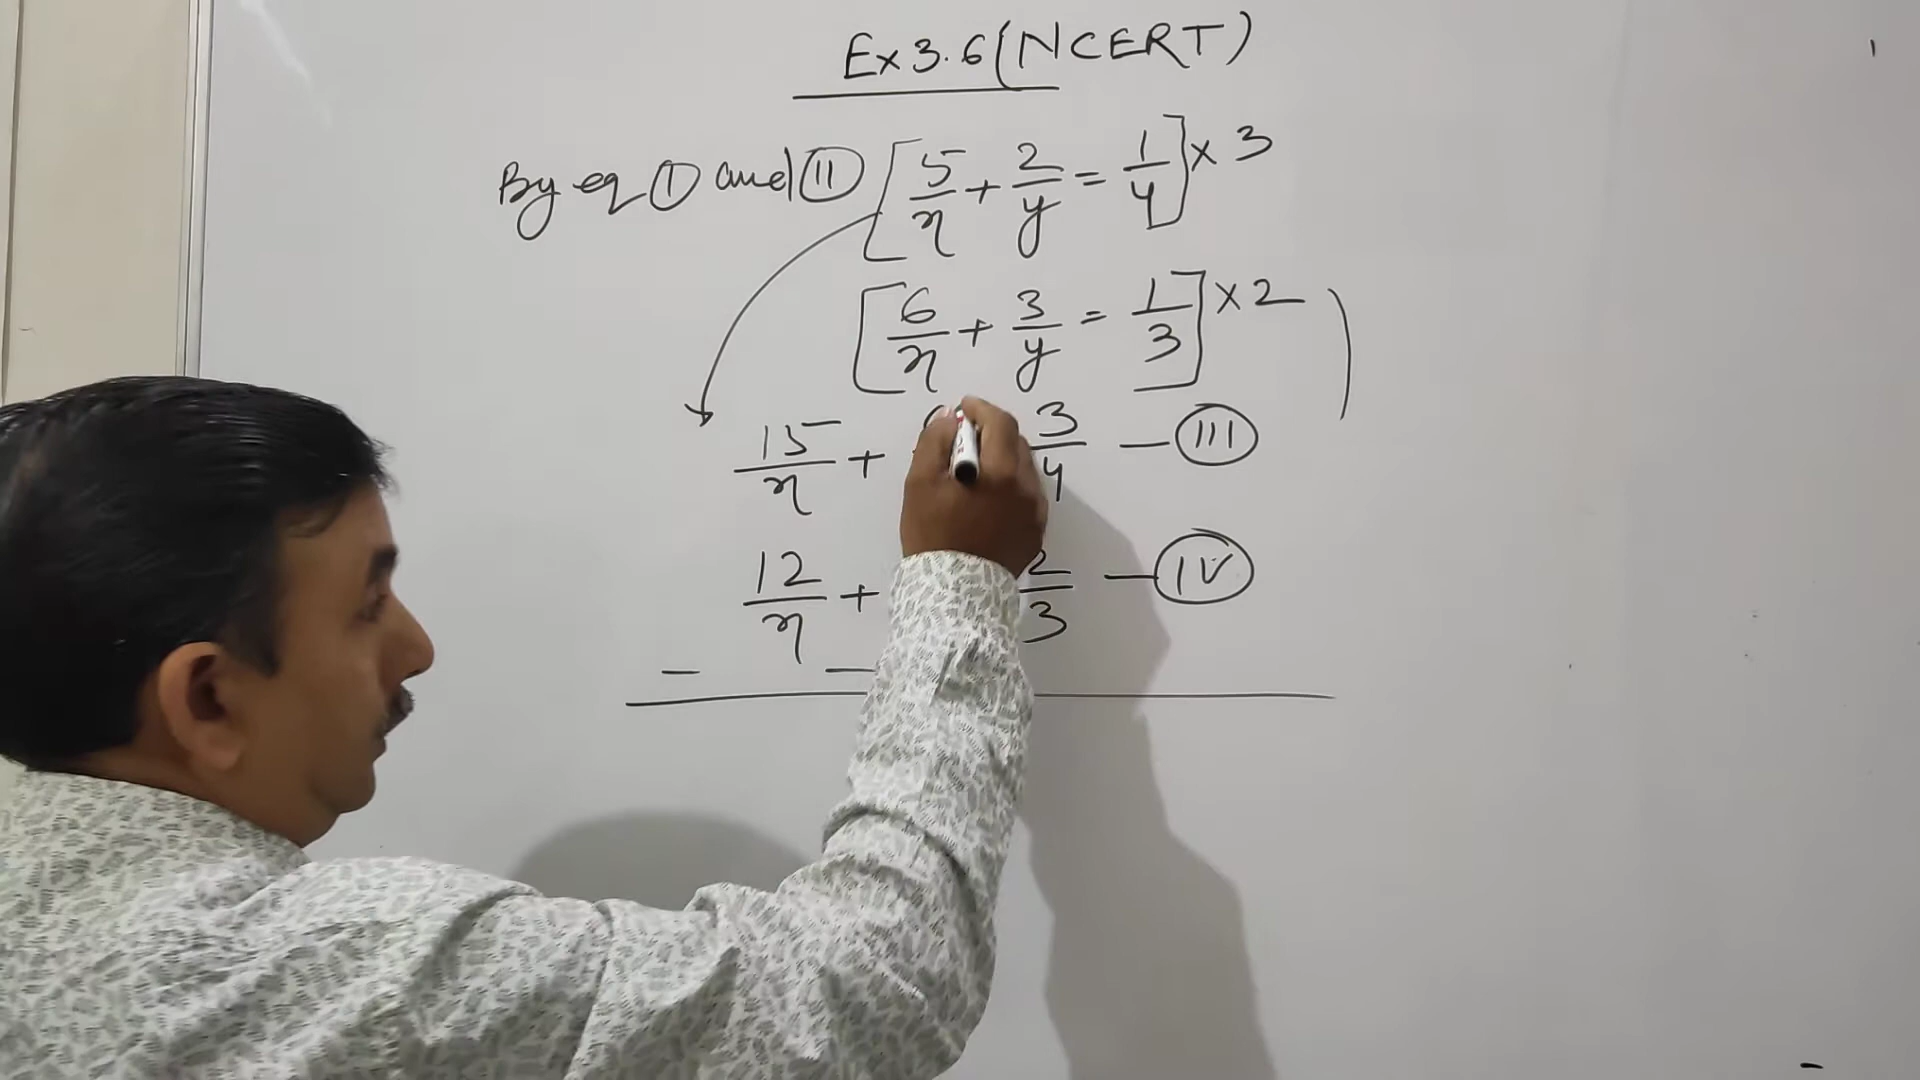 Ex 3.6 (NCERT)
By eq (I) and (II) [5/x + 2/y = 1/4] × 3
[6/x + 3/y = 1/3] × 2
15/x + 3/4 — (III)
12/x + 2/3 — (IV)
— —